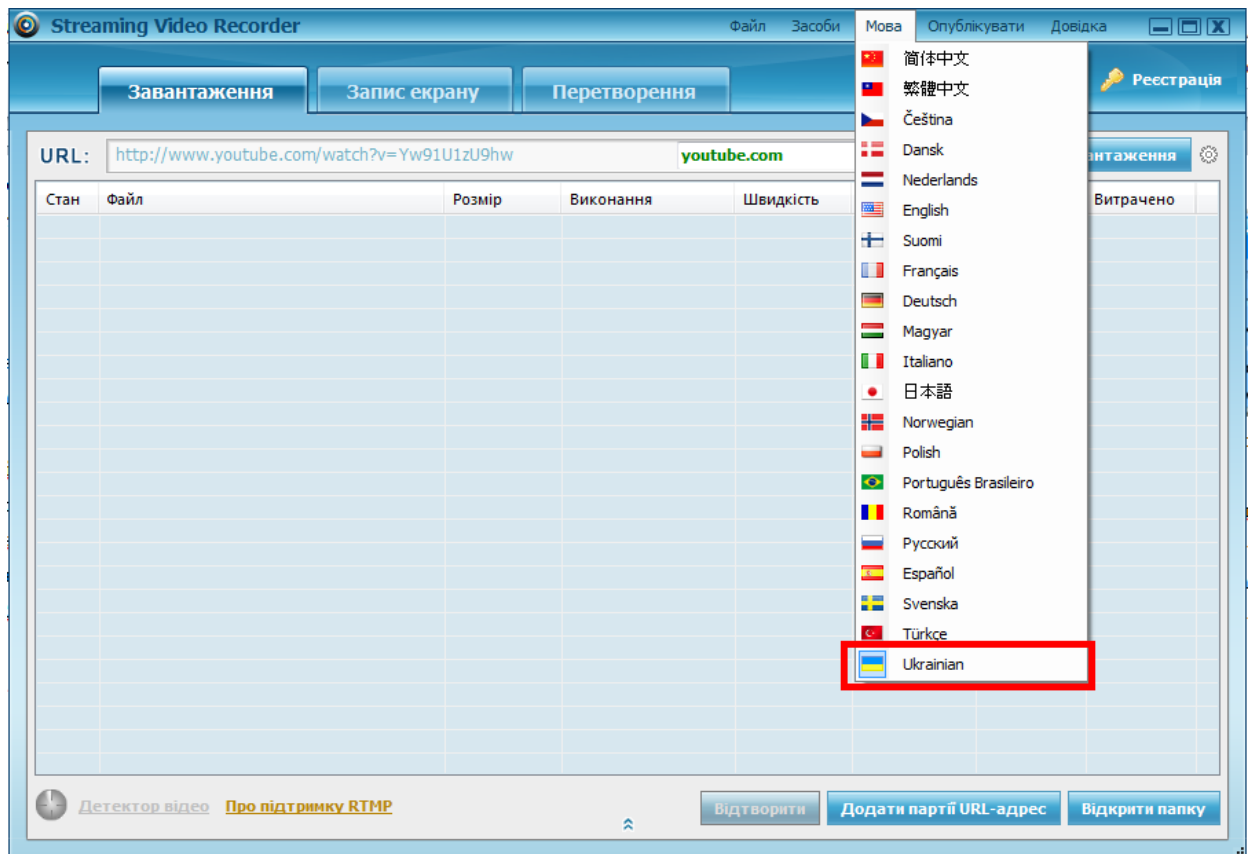 Streaming Video Recorder
Файл Засоби Мова Опублікувати Довідка
Завантаження Запис екрану Перетворення
Реєстрація
URL: http://www.youtube.com/watch?v=Yw91U1zU9hw youtube.com
Стан Файл Розмір Виконання Швидкість Витрачено
简体中文
繁體中文
Čeština
Dansk
Nederlands
English
Suomi
Français
Deutsch
Magyar
Italiano
日本語
Norwegian
Polish
Português Brasileiro
Română
Русский
Español
Svenska
Türkçe
Ukrainian
Детектор відео Про підтримку RTMP
Відтворити Додати партії URL-адрес Відкрити папку